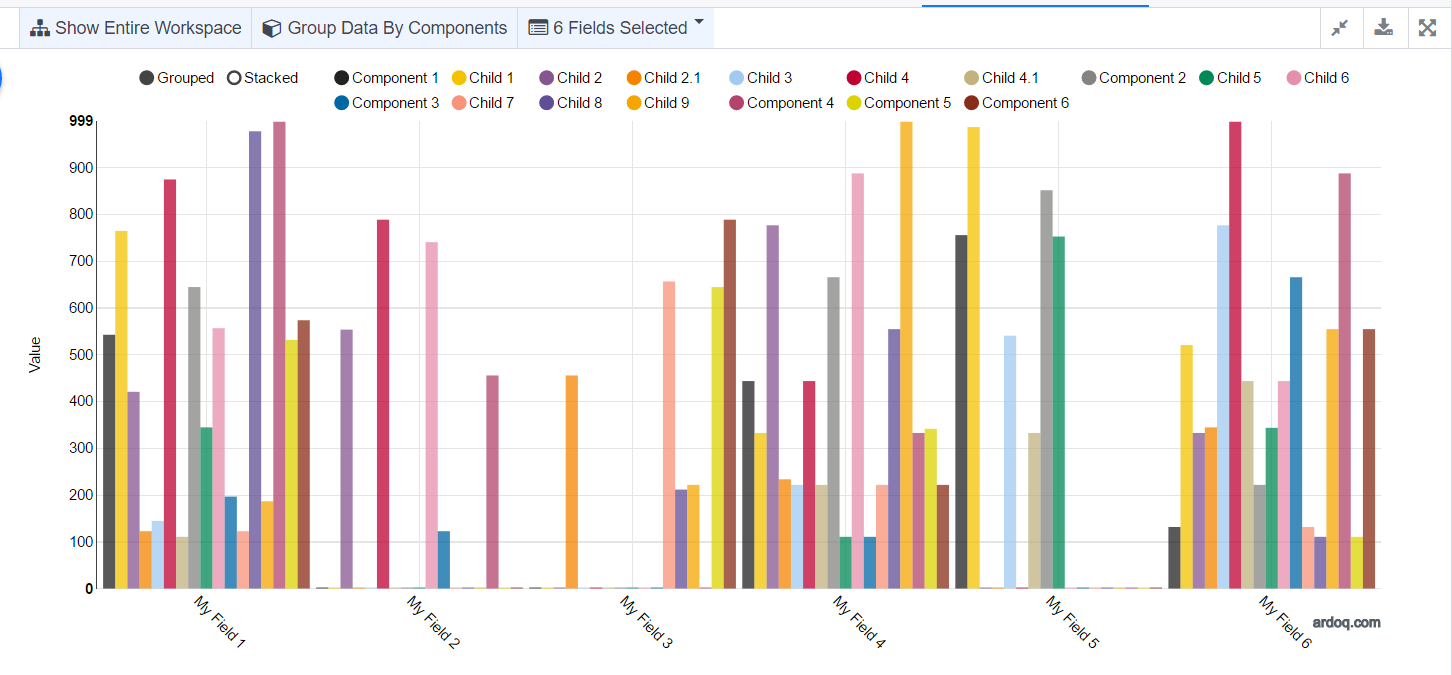 Show Entire Workspace Group Data By Components 6 Fields Selected
Grouped Stacked Component 1 Child 1 Child 2 Child 2.1 Child 3 Child 4 Child 4.1 Component 2 Child 5 Child 6
Component 3 Child 7 Child 8 Child 9 Component 4 Component 5 Component 6
999
900
800
700
600
500
400
300
200
100
0
Value
My Field 1 My Field 2 My Field 3 My Field 4 My Field 5 My Field 6
ardoq.com